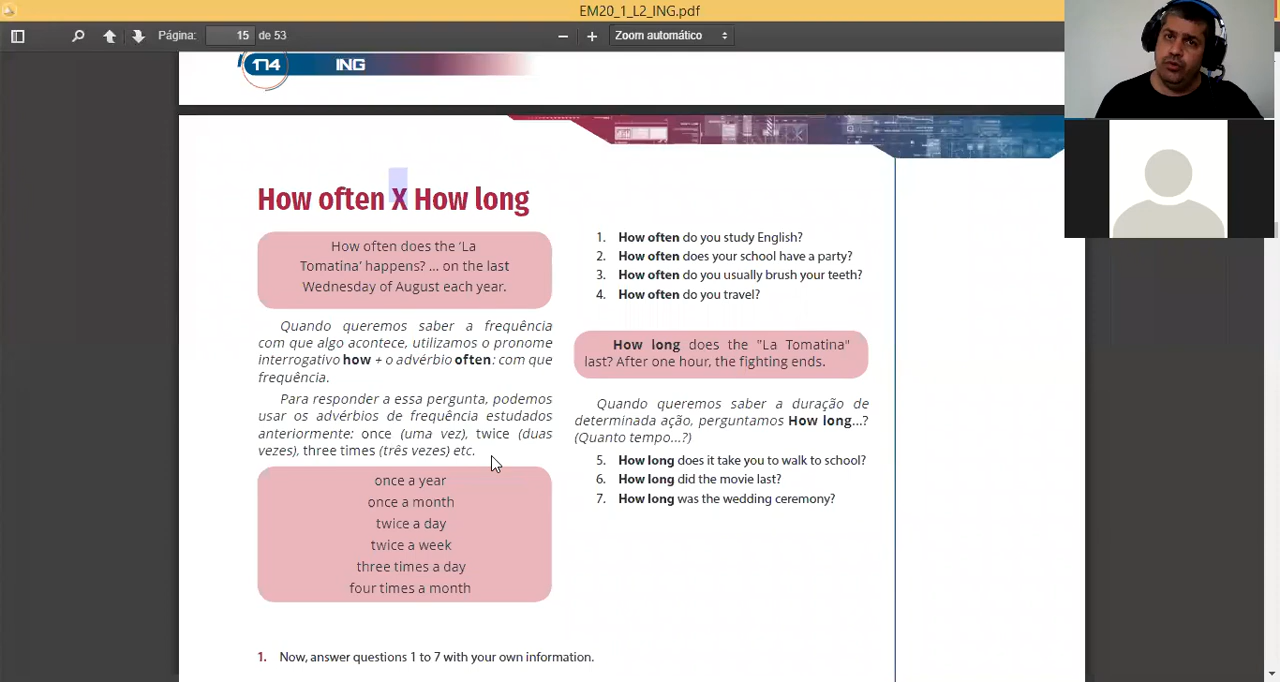 EM20_1_L2_ING.pdf
Página: 15 de 53
Zoom automático
174 ING
How often X How long
How often does the ‘La
Tomatina’ happens? ... on the last
Wednesday of August each year.
Quando queremos saber a frequência
com que algo acontece, utilizamos o pronome
interrogativo how + o advérbio often: com que
frequência.
Para responder a essa pergunta, podemos
usar os advérbios de frequência estudados
anteriormente: once (uma vez), twice (duas
vezes), three times (três vezes) etc.
once a year
once a month
twice a day
twice a week
three times a day
four times a month
1. How often do you study English?
2. How often does your school have a party?
3. How often do you usually brush your teeth?
4. How often do you travel?
How long does the "La Tomatina"
last? After one hour, the fighting ends.
Quando queremos saber a duração de
determinada ação, perguntamos How long...?
(Quanto tempo...?)
5. How long does it take you to walk to school?
6. How long did the movie last?
7. How long was the wedding ceremony?
1. Now, answer questions 1 to 7 with your own information.